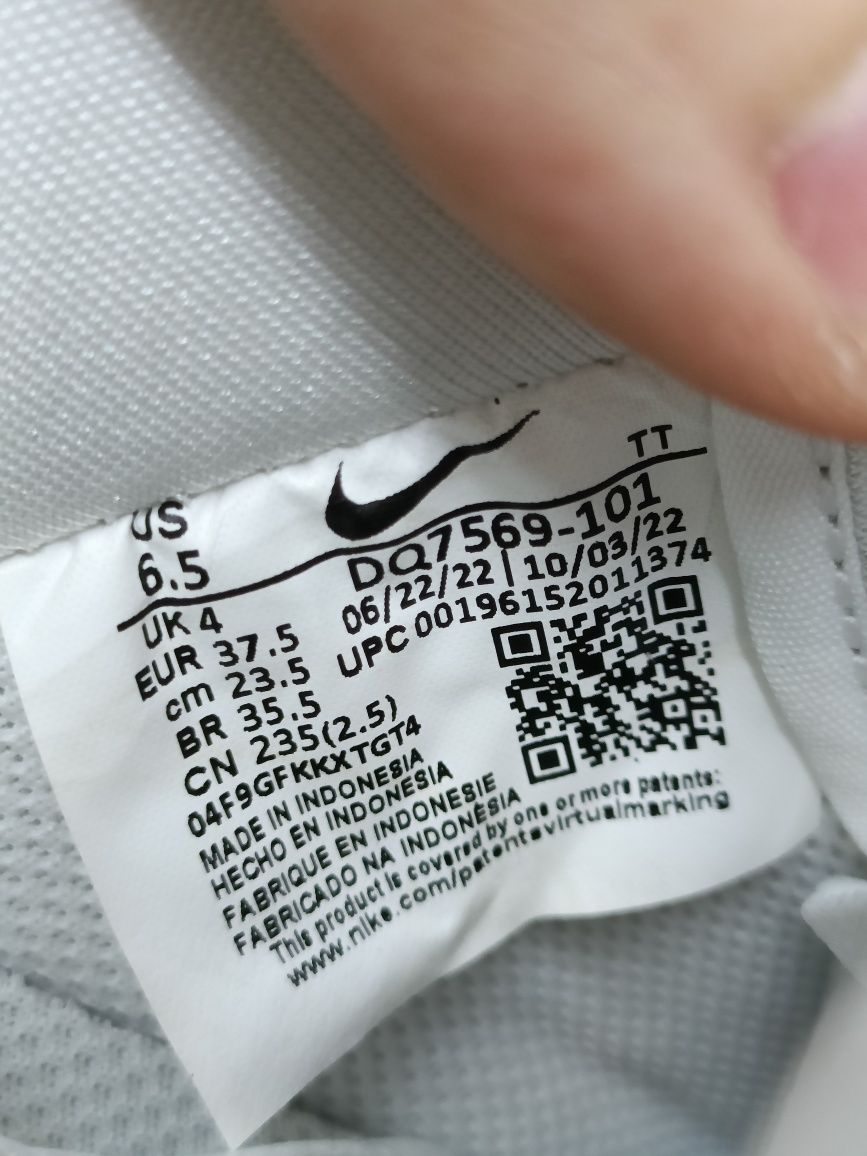 TT
US
6.5
DQ7569-101
06/22/22 | 10/03/22
UPC 00196152011374
UK 4
EUR 37.5
cm 23.5
BR 35.5
CN 235(2.5)
04F9GFKKXTGT4
MADE IN INDONESIA
HECHO EN INDONESIA
FABRIQUE EN INDONESIE
FABRICADO NA INDONÉSIA
This product is covered by one or more patents:
www.nike.com/patentsvirtualmarking